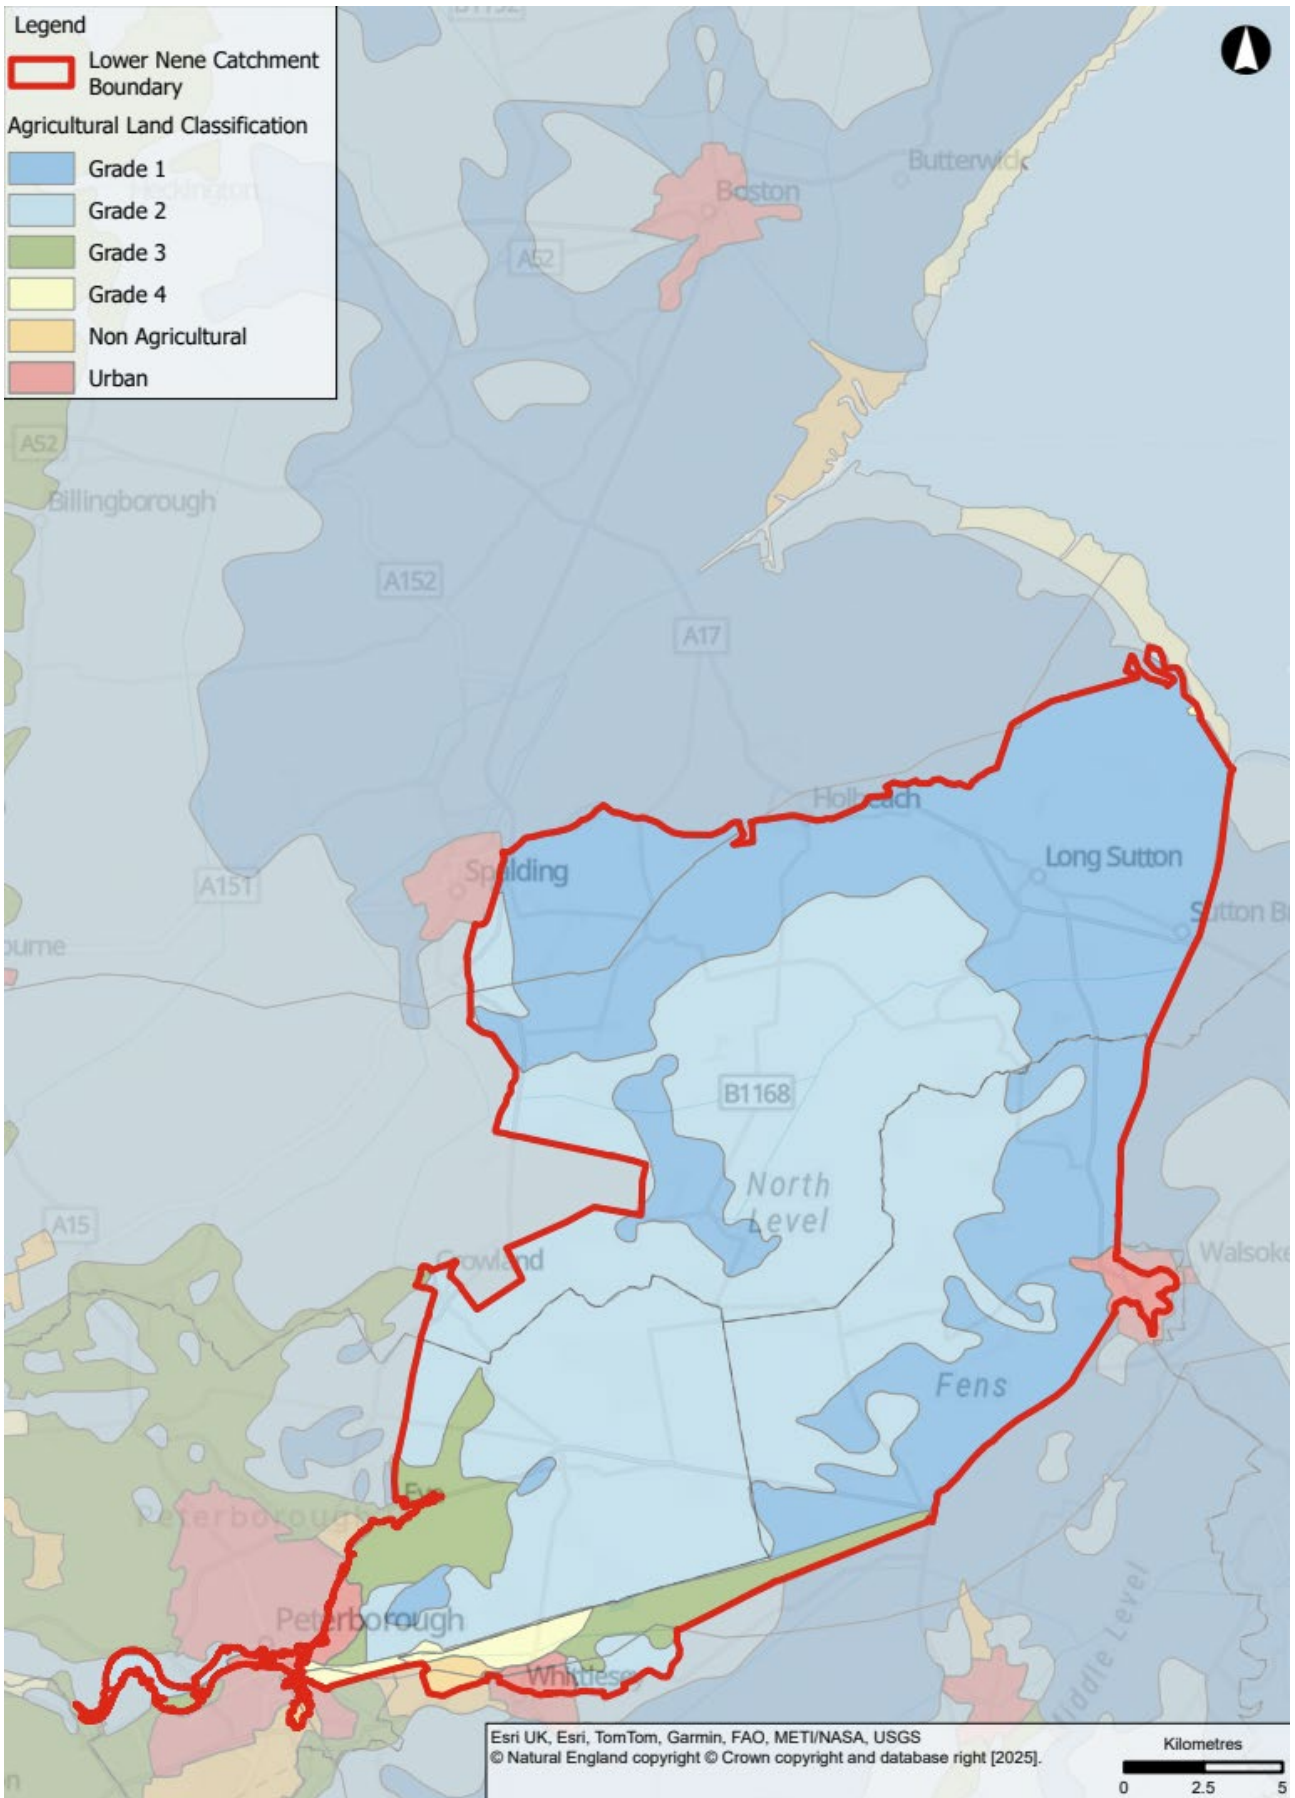 Legend
Lower Nene Catchment
Boundary
Agricultural Land Classification
Grade 1
Grade 2
Grade 3
Grade 4
Non Agricultural
Urban
B1192
Heckington
Butterwick
Boston
A52
A52
Billingborough
A152
A17
Holbeach
Long Sutton
Spalding
A151
Sutton B
ourne
B1168
North
Level
A15
Crowland
Walsoke
Fens
Eye
Peterborough
Peterborough
Whittlesey
Middle Level
Esri UK, Esri, TomTom, Garmin, FAO, METI/NASA, USGS
© Natural England copyright © Crown copyright and database right [2025].
Kilometres
0 2.5 5